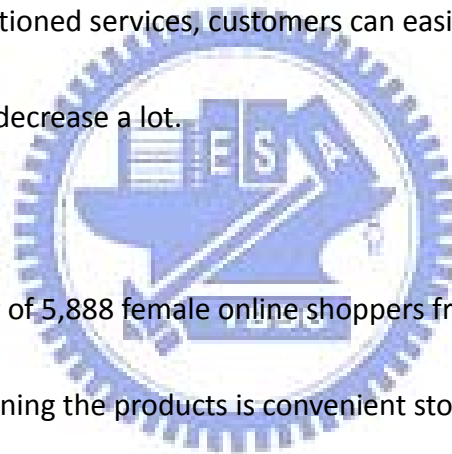 tioned services, customers can easi
decrease a lot.
E S A
of 5,888 female online shoppers fr
1896
ning the products is convenient sto